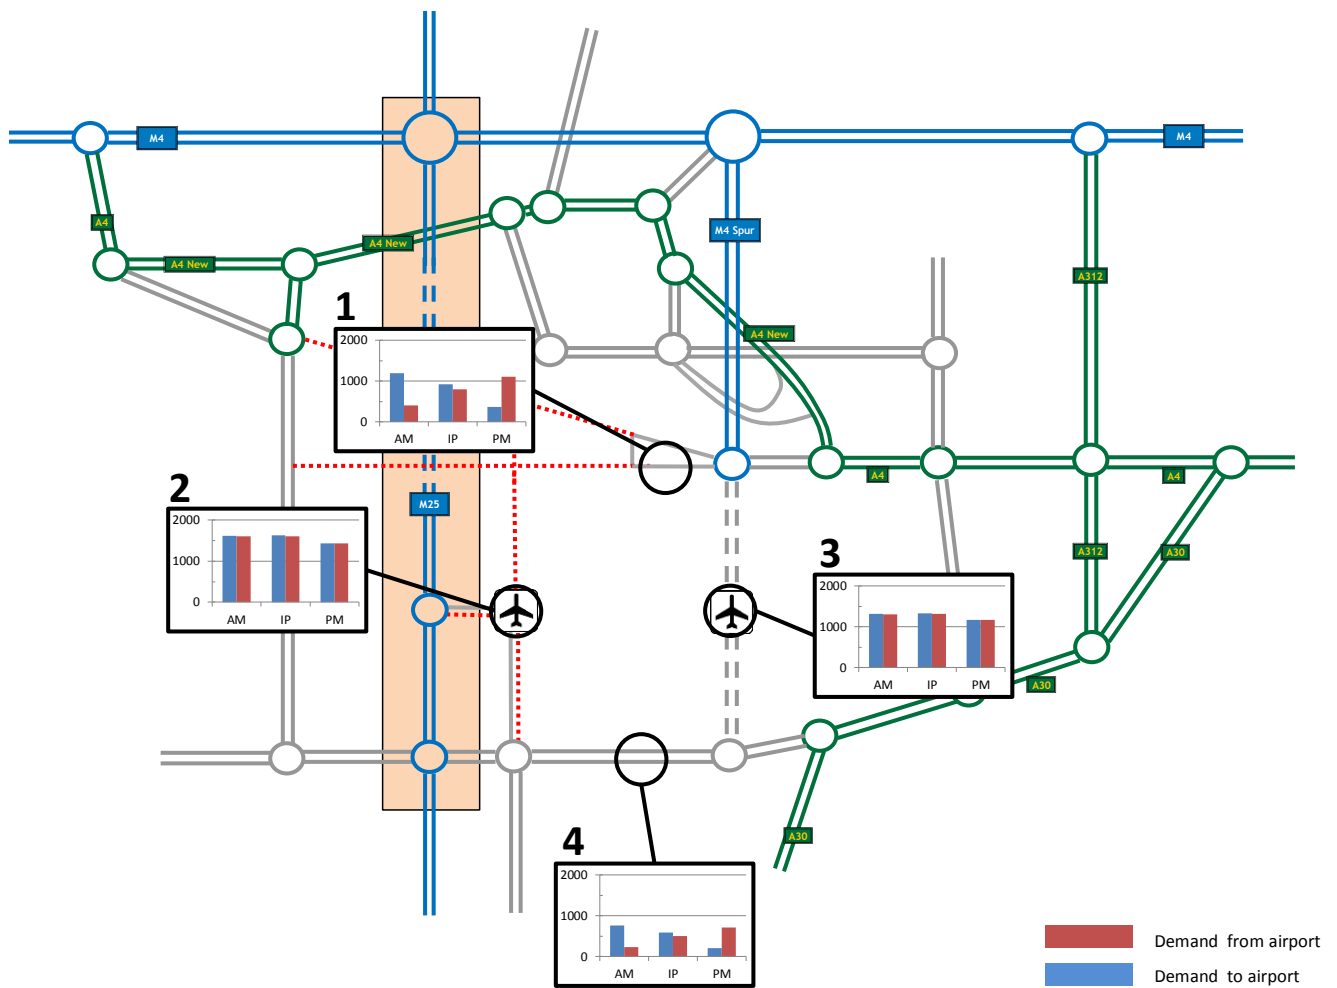 M4
M4
A4
M4 Spur
A4 New
A4 New
A312
1
A4 New
2000
1000
0
AM IP PM
2
A4
A4
M25
2000
1000
0
AM IP PM
3
A312
A30
2000
1000
0
AM IP PM
A30
4
A30
2000
1000
0
AM IP PM
Demand from airport
Demand to airport